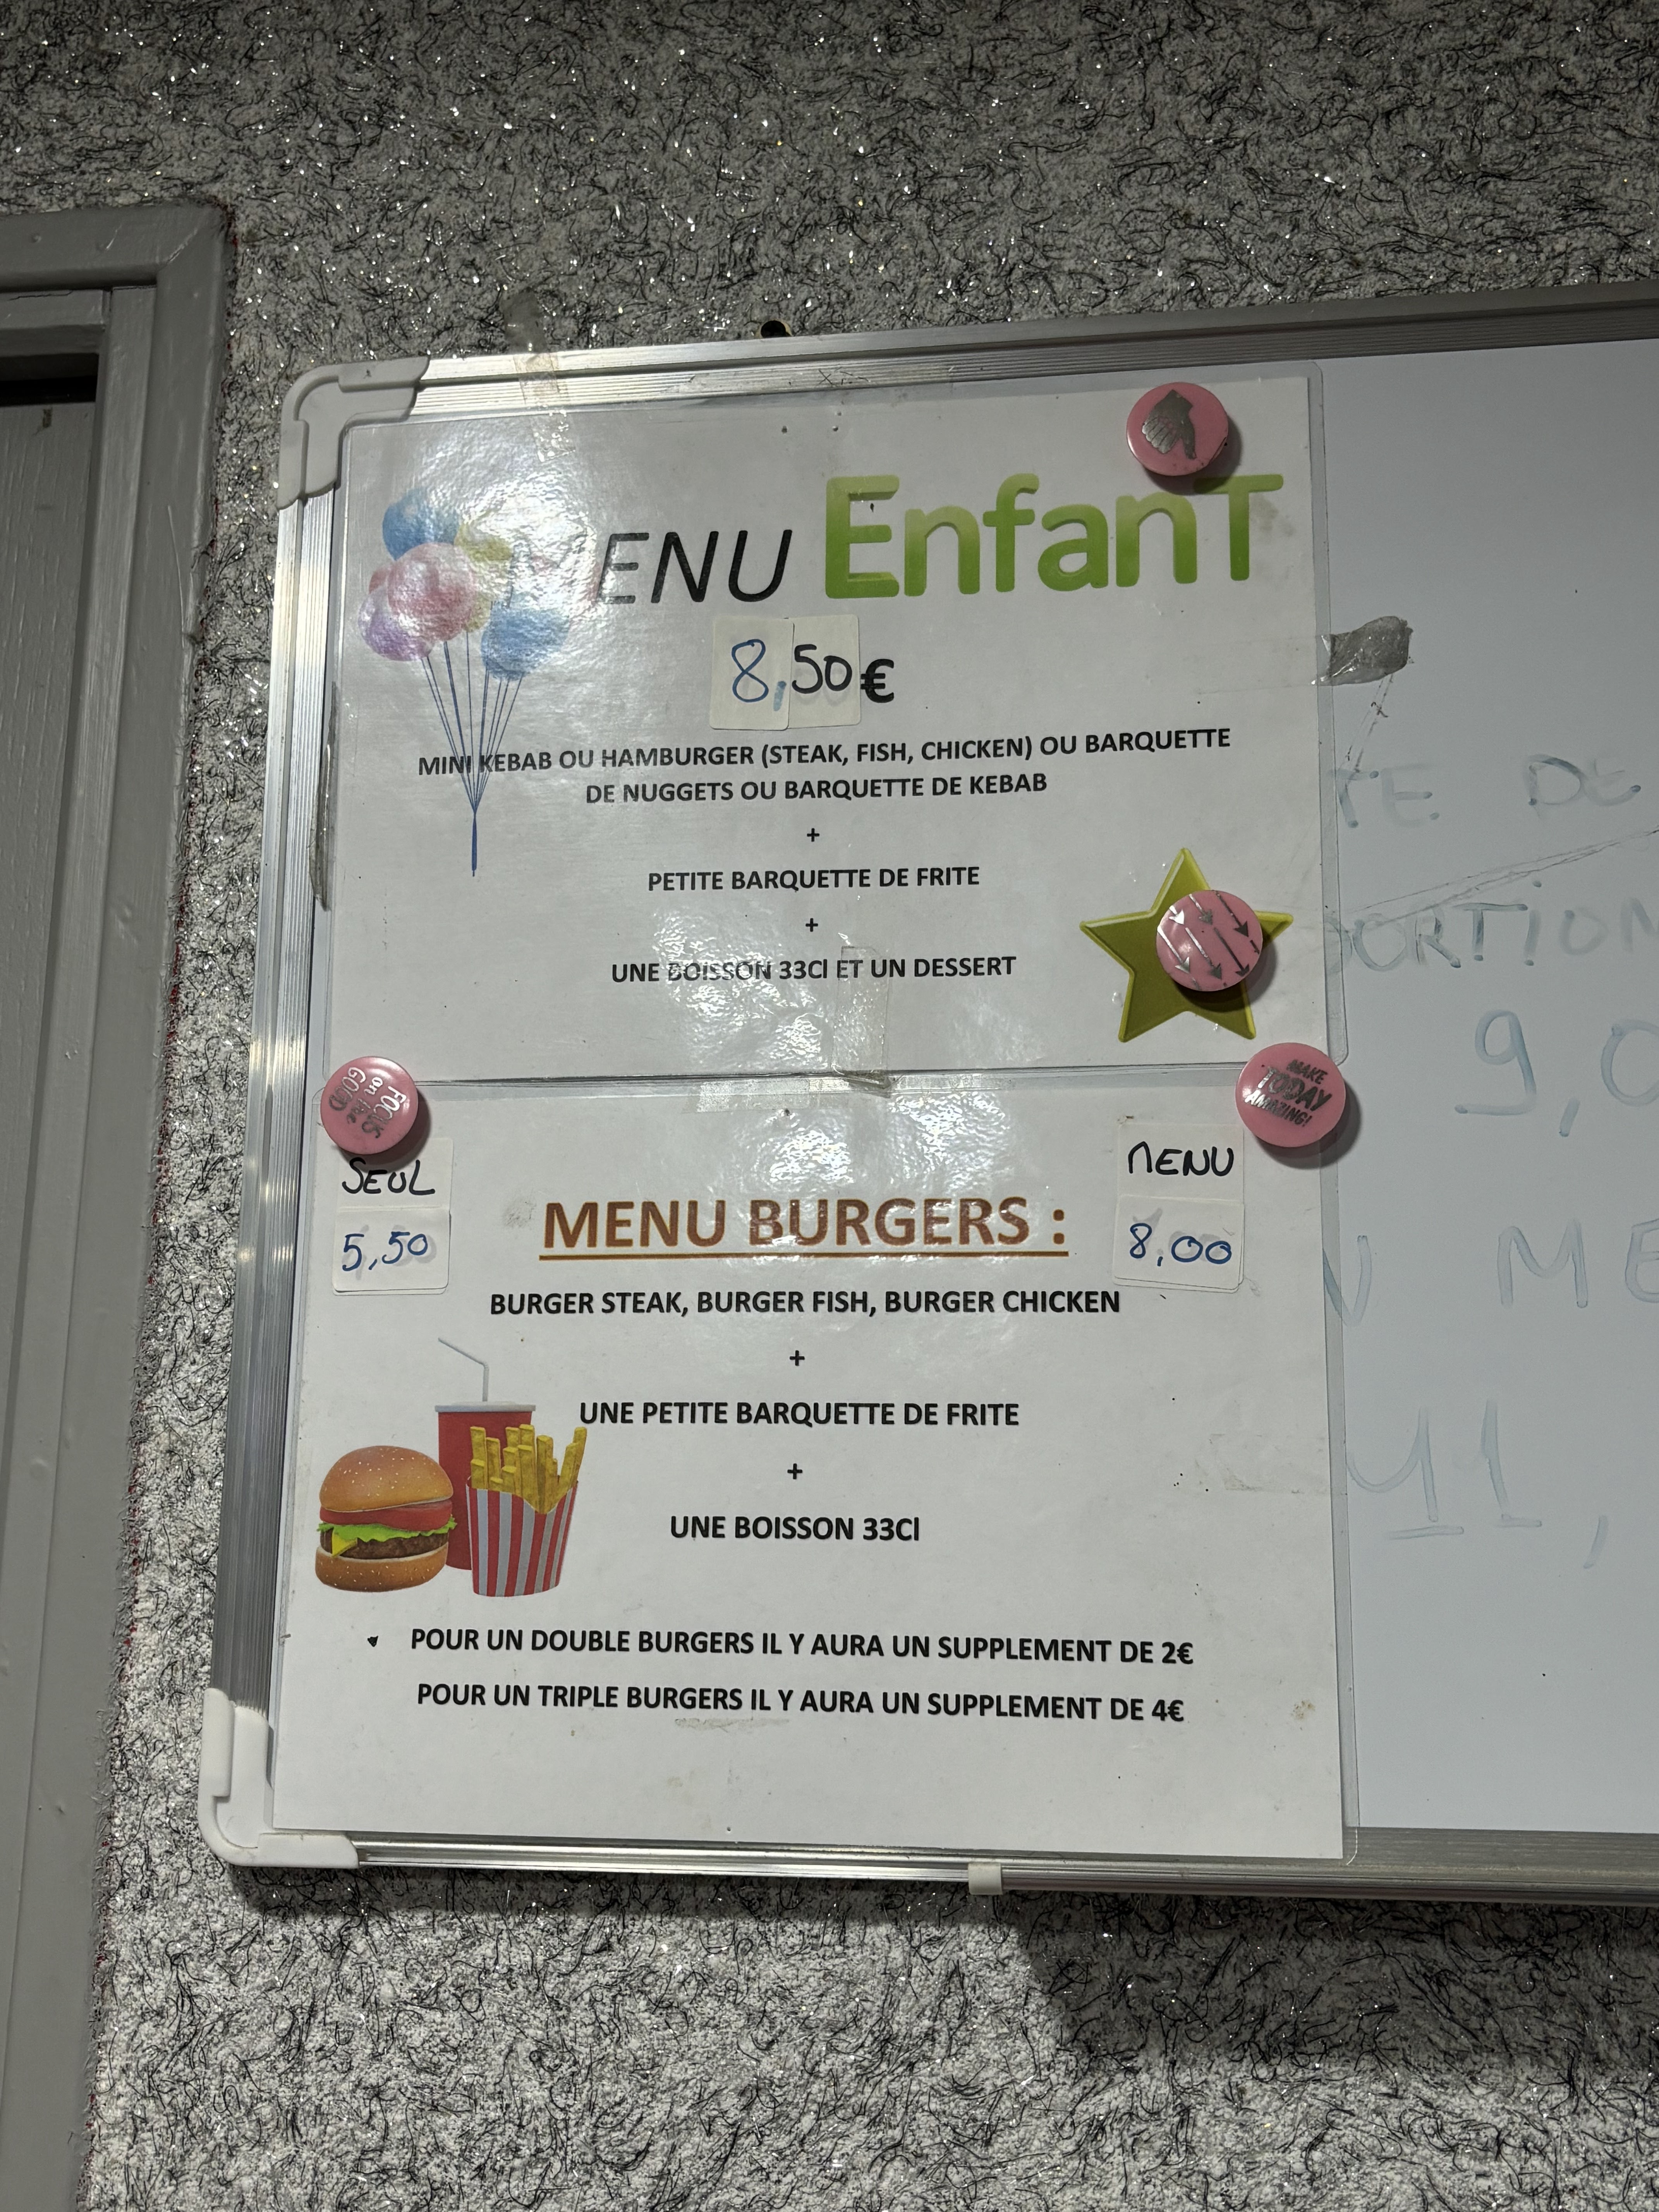 MENU EnfanT
8,50€
MINI KEBAB OU HAMBURGER (STEAK, FISH, CHICKEN) OU BARQUETTE
DE NUGGETS OU BARQUETTE DE KEBAB
+
PETITE BARQUETTE DE FRITE
+
UNE BOISSON 33Cl ET UN DESSERT
FOCUS
on the
GOOD
MAKE
TODAY
AMAZING!
SEUL
5,50
MENU
8,00
MENU BURGERS :
BURGER STEAK, BURGER FISH, BURGER CHICKEN
+
UNE PETITE BARQUETTE DE FRITE
+
UNE BOISSON 33Cl
POUR UN DOUBLE BURGERS IL Y AURA UN SUPPLEMENT DE 2€
POUR UN TRIPLE BURGERS IL Y AURA UN SUPPLEMENT DE 4€
DE
9,0